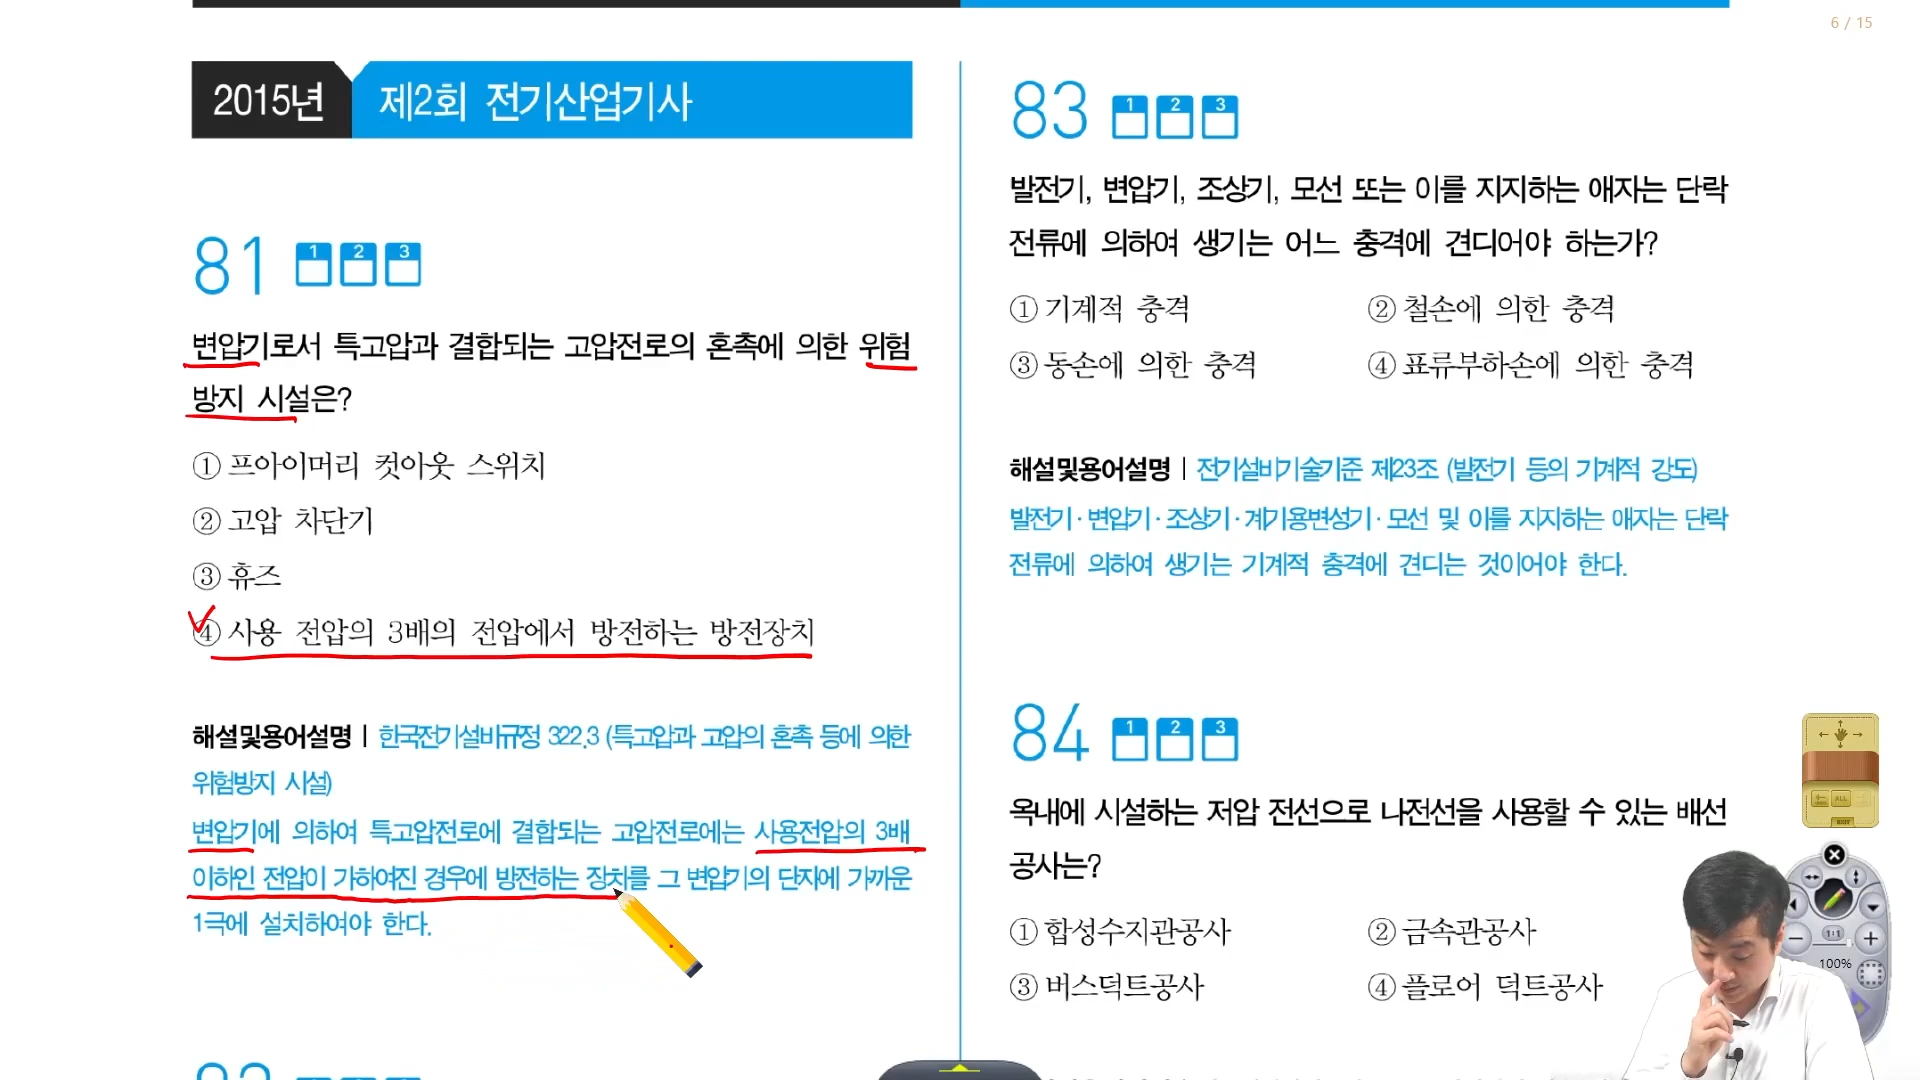 6 / 15
2015년 제2회 전기산업기사
81 1 2 3
변압기로서 특고압과 결합되는 고압전로의 혼촉에 의한 위험
방지 시설은?
① 프아이머리 컷아웃 스위치
② 고압 차단기
③ 휴즈
④ 사용 전압의 3배의 전압에서 방전하는 방전장치
해설및용어설명 | 한국전기설비규정 322.3 (특고압과 고압의 혼촉 등에 의한
위험방지 시설)
변압기에 의하여 특고압전로에 결합되는 고압전로에는 사용전압의 3배
이하인 전압이 가하여진 경우에 방전하는 장치를 그 변압기의 단자에 가까운
1극에 설치하여야 한다.
83 1 2 3
발전기, 변압기, 조상기, 모선 또는 이를 지지하는 애자는 단락
전류에 의하여 생기는 어느 충격에 견디어야 하는가?
① 기계적 충격 ② 철손에 의한 충격
③ 동손에 의한 충격 ④ 표류부하손에 의한 충격
해설및용어설명 | 전기설비기술기준 제23조 (발전기 등의 기계적 강도)
발전기·변압기·조상기·계기용변성기·모선 및 이를 지지하는 애자는 단락
전류에 의하여 생기는 기계적 충격에 견디는 것이어야 한다.
84 1 2 3
옥내에 시설하는 저압 전선으로 나전선을 사용할 수 있는 배선
공사는?
① 합성수지관공사 ② 금속관공사
③ 버스덕트공사 ④ 플로어 덕트공사
ALL
EXIT
1:1
100%